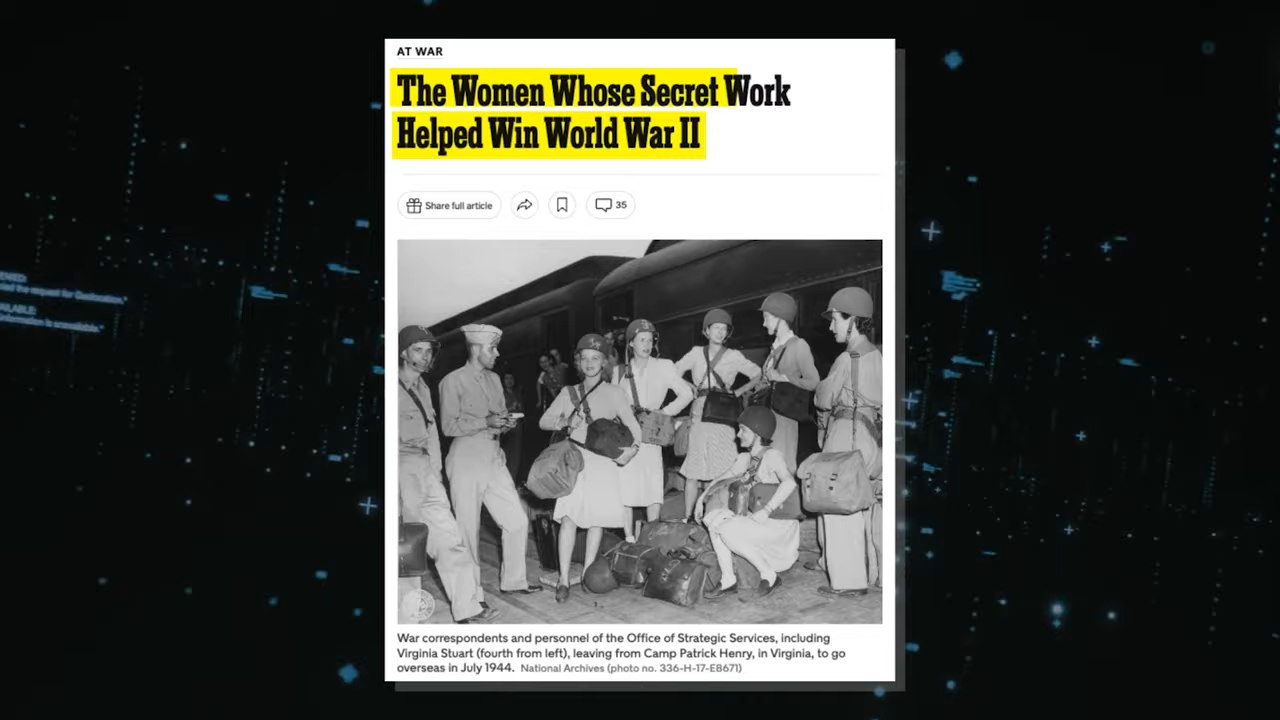 AT WAR
The Women Whose Secret Work
Helped Win World War II
Share full article
35
War correspondents and personnel of the Office of Strategic Services, including
Virginia Stuart (fourth from left), leaving from Camp Patrick Henry, in Virginia, to go
overseas in July 1944. National Archives (photo no. 336-H-17-E8671)